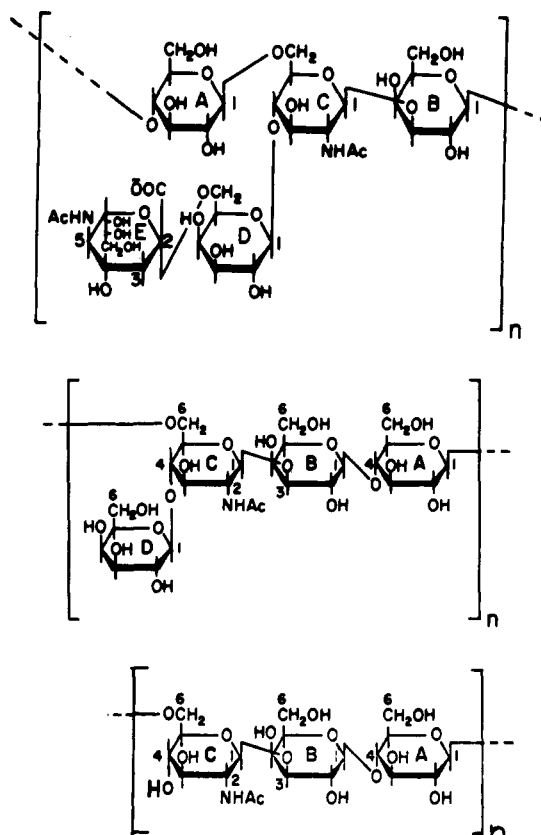 CH₂OH OCH₂ CH₂OH
O O HO O
OH A 1 OH C 1 B 1
O O O
OH NHAc OH
ŌOC OCH₂
AcHN O HO O
OH E D 1
5 OH 2 OH
CH₂OH
HO 3 OH
n
6 6 6
OCH₂ CH₂OH CH₂OH
O HO O O
4 OH C 1 B 4 OH A 1
O 2 O 3 O
6 NHAc OH OH
CH₂OH
HO O
OH D 1
OH
n
6 6 6
OCH₂ CH₂OH CH₂OH
O HO O O
4 OH C B 4 OH A 1
HO 2 O 3 O
NHAc OH OH
n